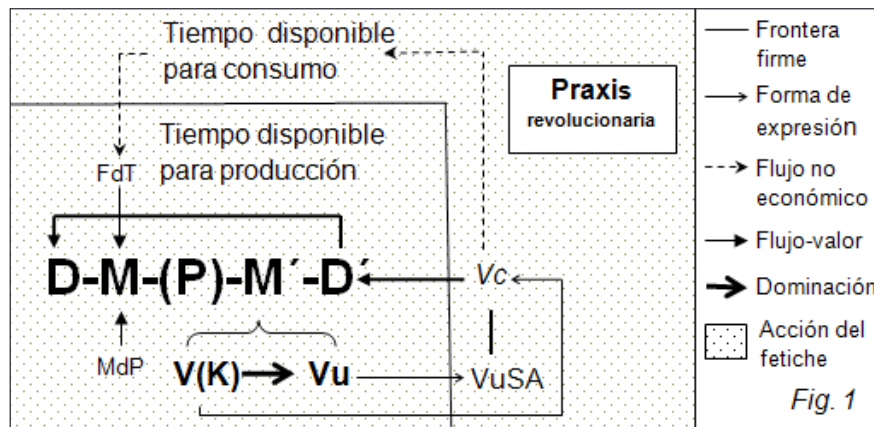 Tiempo disponible
para consumo
Praxis
revolucionaria
Tiempo disponible
para producción
FdT
D-M-(P)-M´-D´
Vc
MdP
V(K)
Vu
VuSA
Frontera
firme
Forma de
expresión
Flujo no
económico
Flujo-valor
Dominación
Acción del
fetiche
Fig. 1